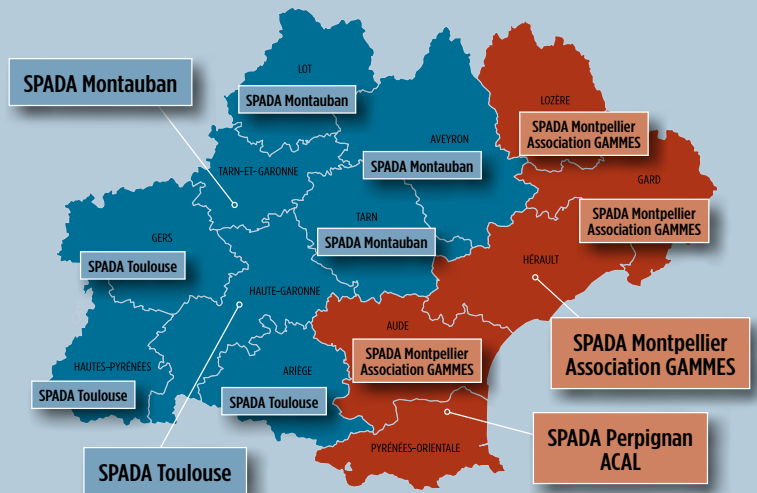 LOT
SPADA Montauban
SPADA Montauban
LOZÈRE
SPADA Montpellier
Association GAMMES
AVEYRON
SPADA Montauban
TARN-ET-GARONNE
GARD
SPADA Montpellier
Association GAMMES
TARN
SPADA Montauban
GERS
SPADA Toulouse
HÉRAULT
HAUTE-GARONNE
AUDE
SPADA Montpellier
Association GAMMES
SPADA Montpellier
Association GAMMES
HAUTES-PYRÉNÉES
SPADA Toulouse
ARIÈGE
SPADA Toulouse
SPADA Perpignan
ACAL
PYRÉNÉES-ORIENTALE
SPADA Toulouse